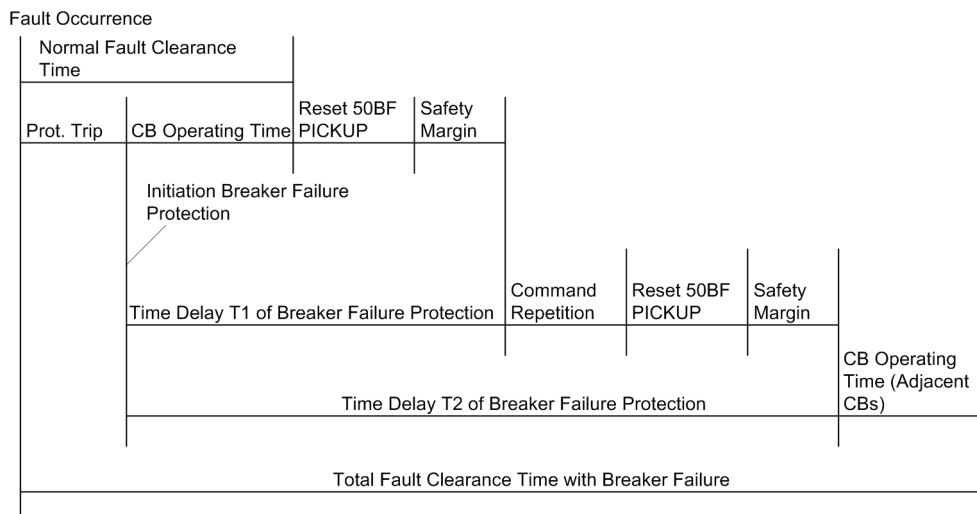 Fault Occurrence
Normal Fault Clearance
Time
Prot. Trip
CB Operating Time
Reset 50BF
PICKUP
Safety
Margin
Initiation Breaker Failure
Protection
Time Delay T1 of Breaker Failure Protection
Command
Repetition
Reset 50BF
PICKUP
Safety
Margin
CB Operating
Time (Adjacent
CBs)
Time Delay T2 of Breaker Failure Protection
Total Fault Clearance Time with Breaker Failure